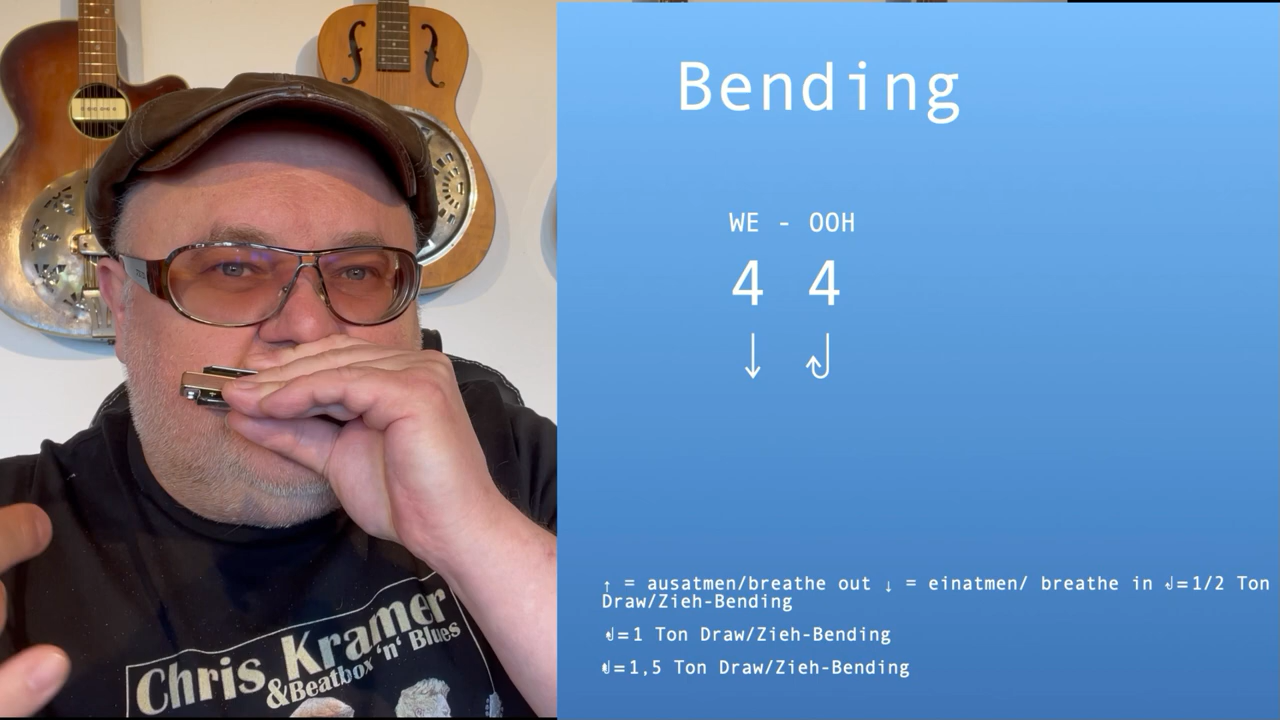 Bending
WE - OOH
4 4
↓ ↲
↑ = ausatmen/breathe out ↓ = einatmen/ breathe in ↲=1/2 Ton
Draw/Zieh-Bending
↲=1 Ton Draw/Zieh-Bending
↲=1,5 Ton Draw/Zieh-Bending
Chris Kramer
&Beatbox 'n' Blues